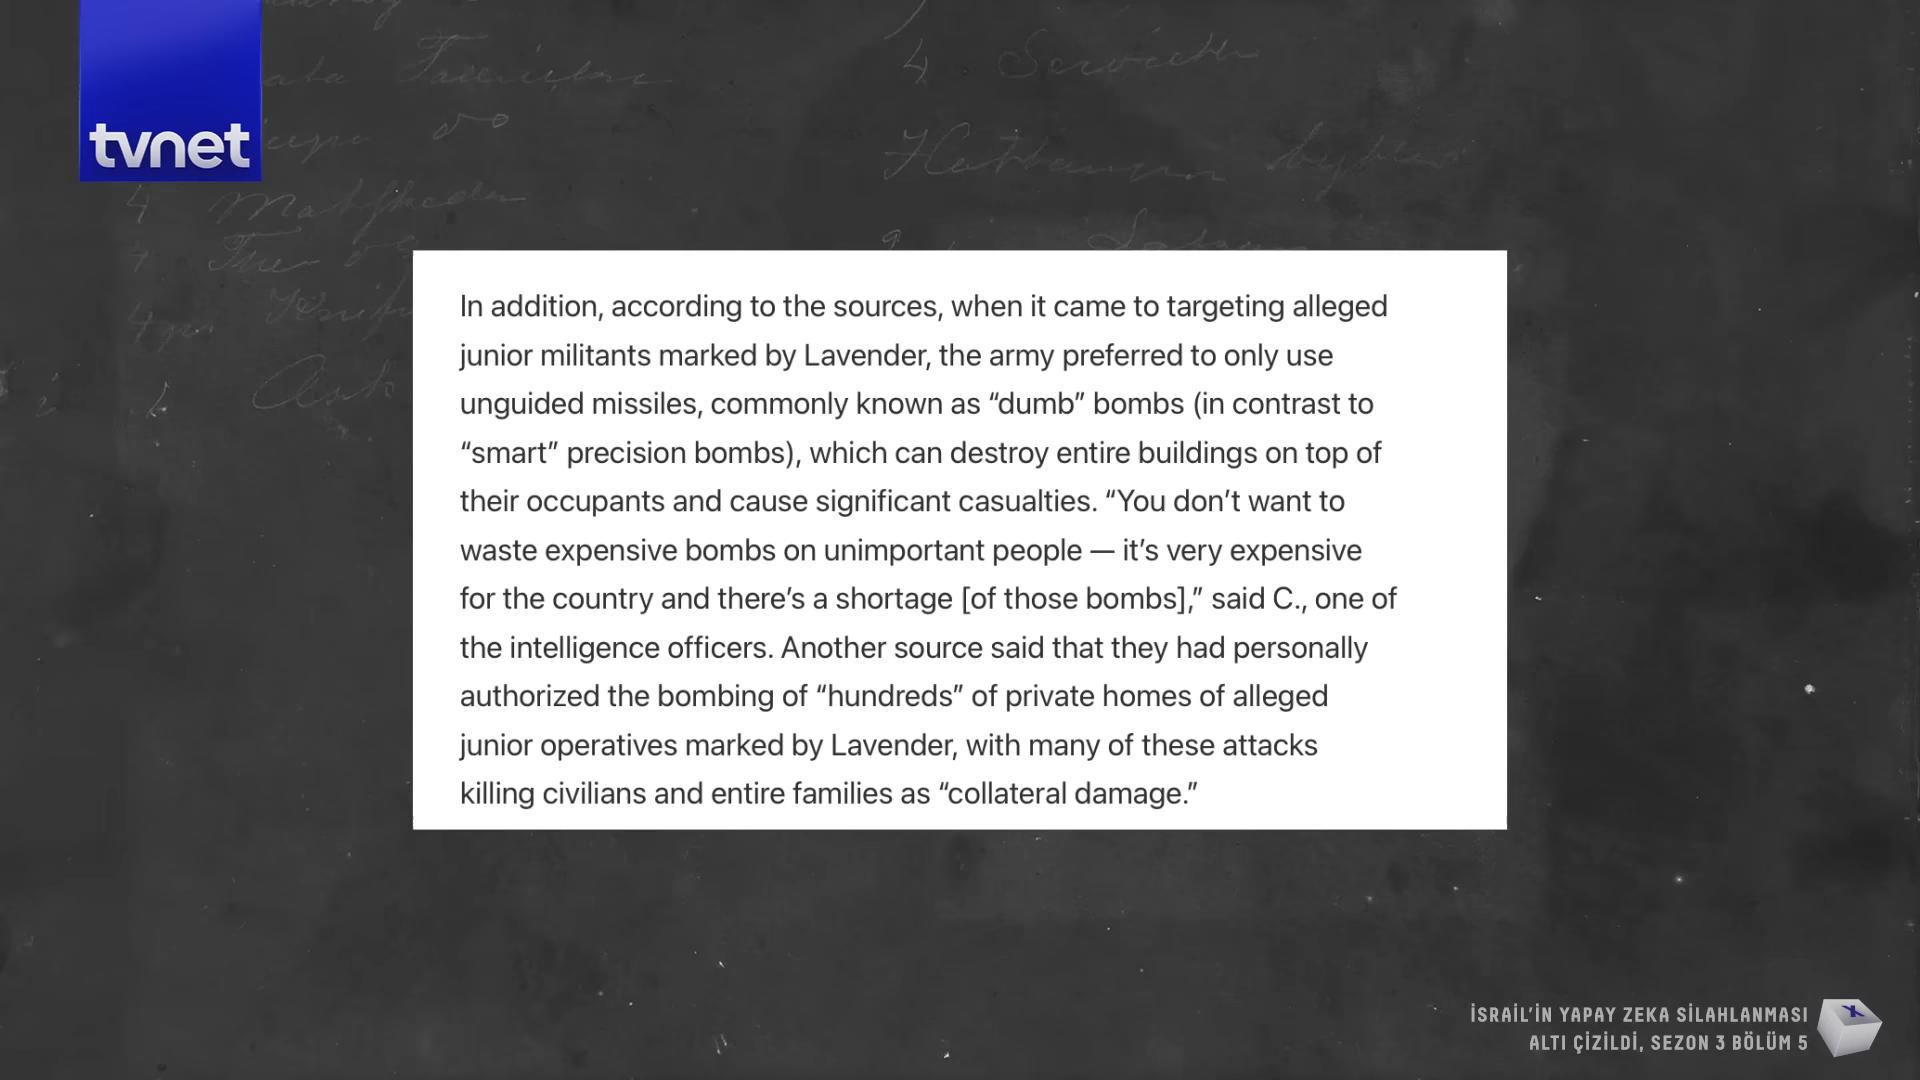 tvnet
In addition, according to the sources, when it came to targeting alleged
junior militants marked by Lavender, the army preferred to only use
unguided missiles, commonly known as “dumb” bombs (in contrast to
“smart” precision bombs), which can destroy entire buildings on top of
their occupants and cause significant casualties. “You don’t want to
waste expensive bombs on unimportant people — it’s very expensive
for the country and there’s a shortage [of those bombs],” said C., one of
the intelligence officers. Another source said that they had personally
authorized the bombing of “hundreds” of private homes of alleged
junior operatives marked by Lavender, with many of these attacks
killing civilians and entire families as “collateral damage.”
İSRAİL’İN YAPAY ZEKA SİLAHLANMASI
ALTI ÇİZİLDİ, SEZON 3 BÖLÜM 5